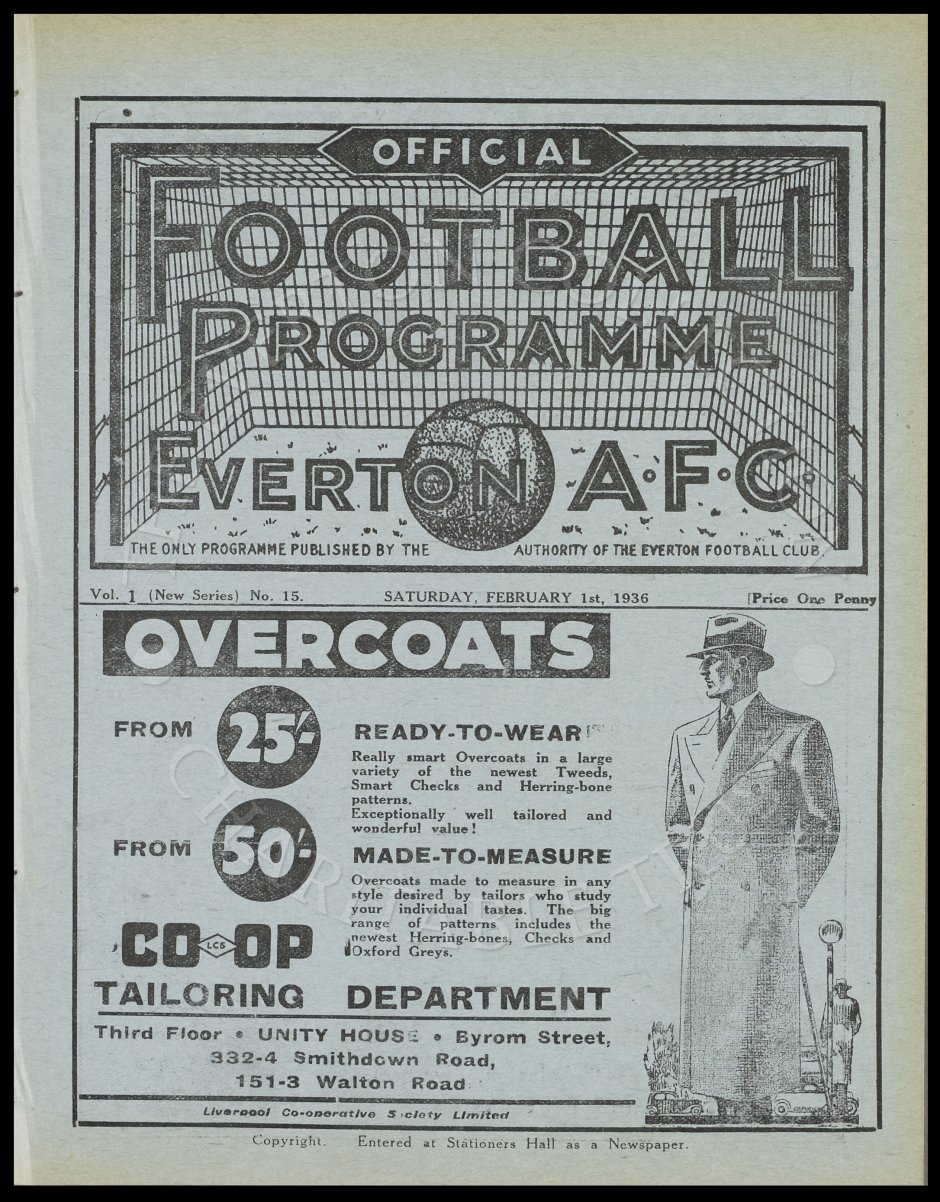 OFFICIAL
FOOTBALL
PROGRAMME
EVERTON A.F.C.
THE ONLY PROGRAMME PUBLISHED BY THE AUTHORITY OF THE EVERTON FOOTBALL CLUB.
Vol. 1 (New Series) No. 15. SATURDAY, FEBRUARY 1st, 1936 [Price One Penny
OVERCOATS
FROM 25/-
READY-TO-WEAR
Really smart Overcoats in a large
variety of the newest Tweeds,
Smart Checks and Herring-bone
patterns.
Exceptionally well tailored and
wonderful value!
FROM 50/-
MADE-TO-MEASURE
Overcoats made to measure in any
style desired by tailors who study
your individual tastes. The big
range of patterns includes the
newest Herring-bones, Checks and
Oxford Greys.
CO LCS OP
TAILORING DEPARTMENT
Third Floor • UNITY HOUSE • Byrom Street,
332-4 Smithdown Road,
151-3 Walton Road
Liverpool Co-operative Society Limited
Copyright. Entered at Stationers Hall as a Newspaper.